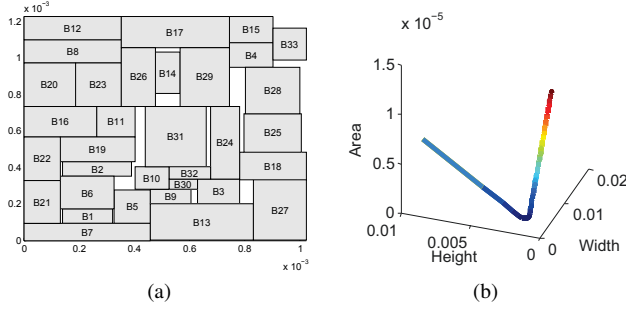 x 10⁻³
1.2
1
0.8
0.6
0.4
0.2
0
0 0.2 0.4 0.6 0.8 1
x 10⁻³
B12 B17 B15
B33
B8 B4
B26 B14 B29
B20 B23 B28
B16 B11
B31 B24 B25
B22 B19
B2 B10 B32 B18
B30
B21 B6 B9 B3
B5 B27
B1 B13
B7
(a)
x 10⁻⁵
1.5
1
0.5
0
Area
0.01 0.005 0
Height
0 0.01 0.02
Width
(b)